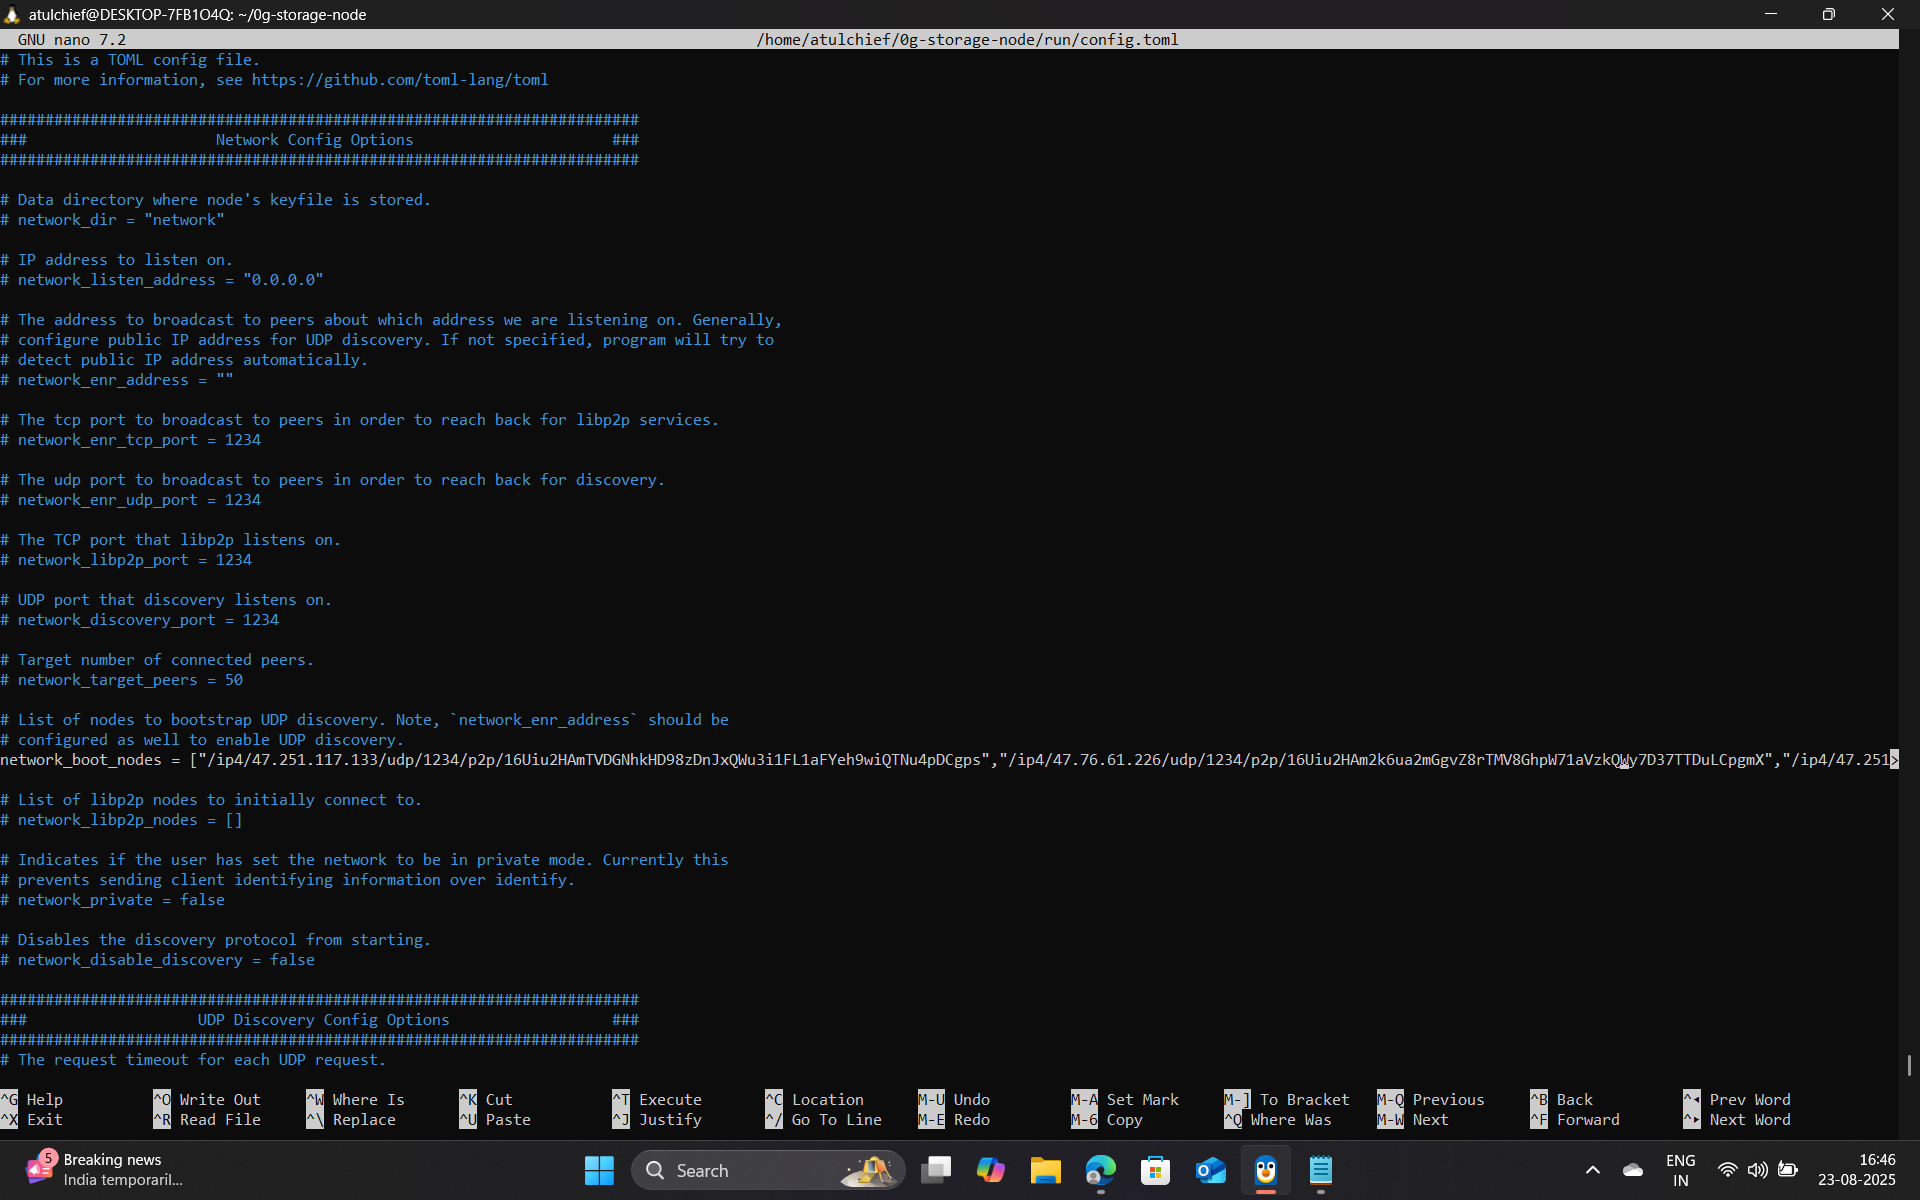 atulchief@DESKTOP-7FB1O4Q: ~/0g-storage-node
GNU nano 7.2 /home/atulchief/0g-storage-node/run/config.toml
# This is a TOML config file.
# For more information, see https://github.com/toml-lang/toml
#######################################################################
### Network Config Options ###
#######################################################################
# Data directory where node's keyfile is stored.
# network_dir = "network"
# IP address to listen on.
# network_listen_address = "0.0.0.0"
# The address to broadcast to peers about which address we are listening on. Generally,
# configure public IP address for UDP discovery. If not specified, program will try to
# detect public IP address automatically.
# network_enr_address = ""
# The tcp port to broadcast to peers in order to reach back for libp2p services.
# network_enr_tcp_port = 1234
# The udp port to broadcast to peers in order to reach back for discovery.
# network_enr_udp_port = 1234
# The TCP port that libp2p listens on.
# network_libp2p_port = 1234
# UDP port that discovery listens on.
# network_discovery_port = 1234
# Target number of connected peers.
# network_target_peers = 50
# List of nodes to bootstrap UDP discovery. Note, `network_enr_address` should be
# configured as well to enable UDP discovery.
network_boot_nodes = ["/ip4/47.251.117.133/udp/1234/p2p/16Uiu2HAmTVDGNhkHD98zDnJxQWu3i1FL1aFYeh9wiQTNu4pDCgps","/ip4/47.76.61.226/udp/1234/p2p/16Uiu2HAm2k6ua2mGgvZ8rTMV8GhpW71aVzkQWy7D37TTDuLCpgmX","/ip4/47.251>
# List of libp2p nodes to initially connect to.
# network_libp2p_nodes = []
# Indicates if the user has set the network to be in private mode. Currently this
# prevents sending client identifying information over identify.
# network_private = false
# Disables the discovery protocol from starting.
# network_disable_discovery = false
#######################################################################
### UDP Discovery Config Options ###
#######################################################################
# The request timeout for each UDP request.
^G Help ^O Write Out ^W Where Is ^K Cut ^T Execute ^C Location M-U Undo M-A Set Mark M-] To Bracket M-Q Previous ^B Back ^◂ Prev Word
^X Exit ^R Read File ^\ Replace ^U Paste ^J Justify ^/ Go To Line M-E Redo M-6 Copy ^Q Where Was M-W Next ^F Forward ^▸ Next Word
5
Breaking news
India temporaril...
Search
ENG
IN
16:46
23-08-2025